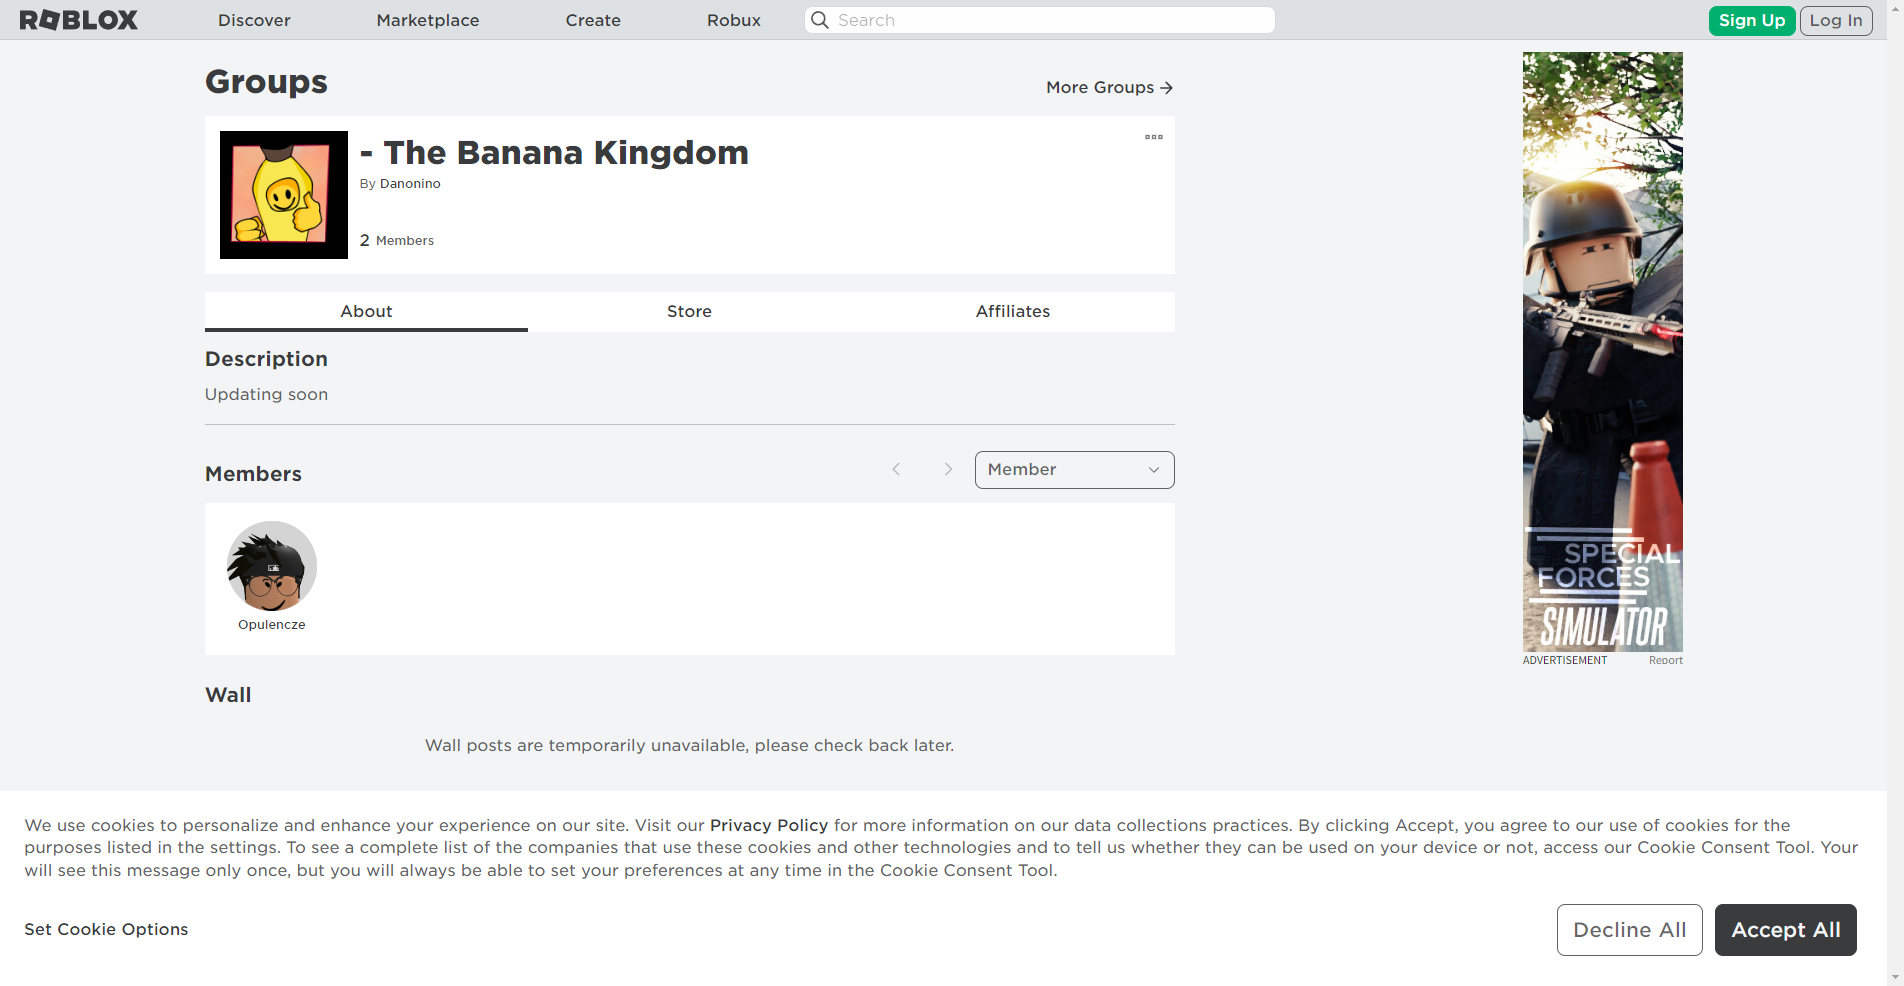 ROBLOX Discover Marketplace Create Robux Search Sign Up Log In
Groups
More Groups
- The Banana Kingdom
By Danonino
2 Members
About Store Affiliates
Description
Updating soon
Members
Member
Opulencze
SPECIAL
FORCES
SIMULATOR
ADVERTISEMENT Report
Wall
Wall posts are temporarily unavailable, please check back later.
We use cookies to personalize and enhance your experience on our site. Visit our Privacy Policy for more information on our data collections practices. By clicking Accept, you agree to our use of cookies for the
purposes listed in the settings. To see a complete list of the companies that use these cookies and other technologies and to tell us whether they can be used on your device or not, access our Cookie Consent Tool. Your
will see this message only once, but you will always be able to set your preferences at any time in the Cookie Consent Tool.
Set Cookie Options
Decline All
Accept All